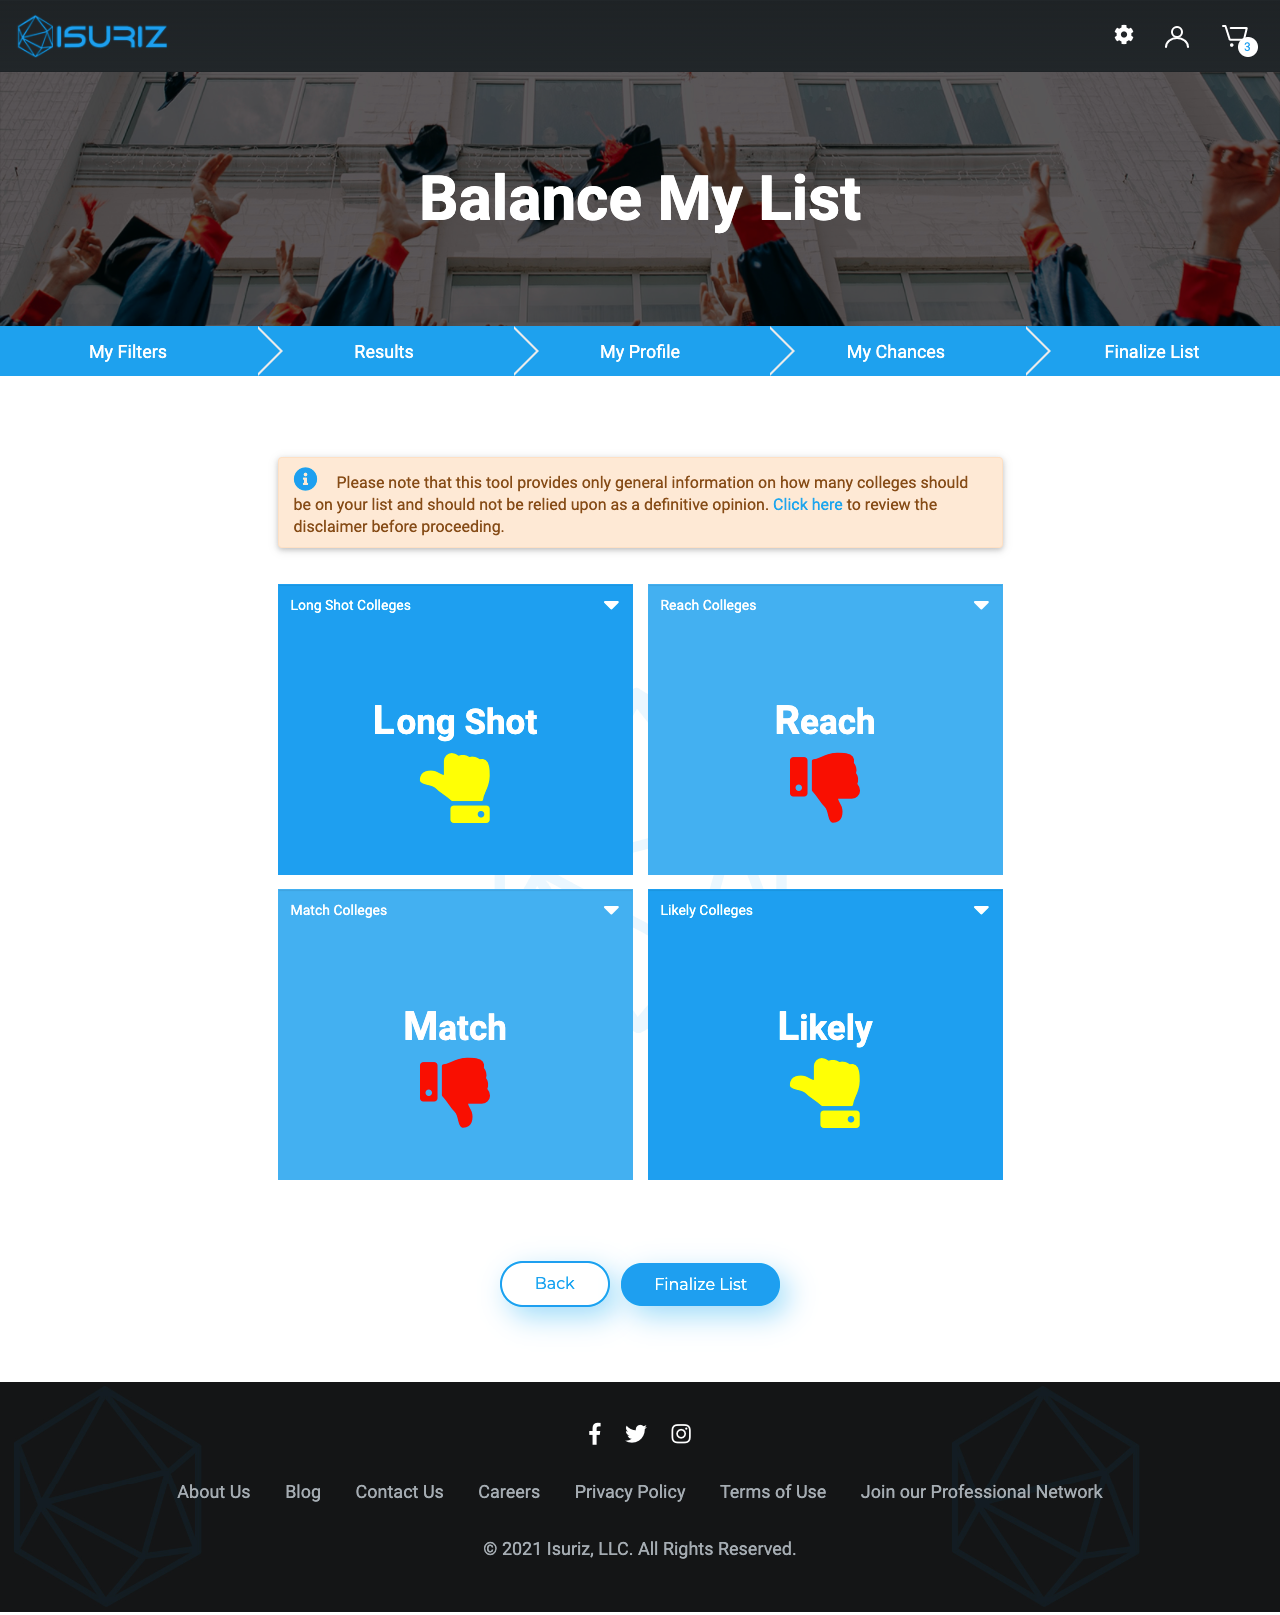 ISURIZ
3
Balance My List
My Filters
Results
My Profile
My Chances
Finalize List
Please note that this tool provides only general information on how many colleges should
be on your list and should not be relied upon as a definitive opinion. Click here to review the
disclaimer before proceeding.
Long Shot Colleges
Long Shot
Reach Colleges
Reach
Match Colleges
Match
Likely Colleges
Likely
Back
Finalize List
About Us
Blog
Contact Us
Careers
Privacy Policy
Terms of Use
Join our Professional Network
© 2021 Isuriz, LLC. All Rights Reserved.